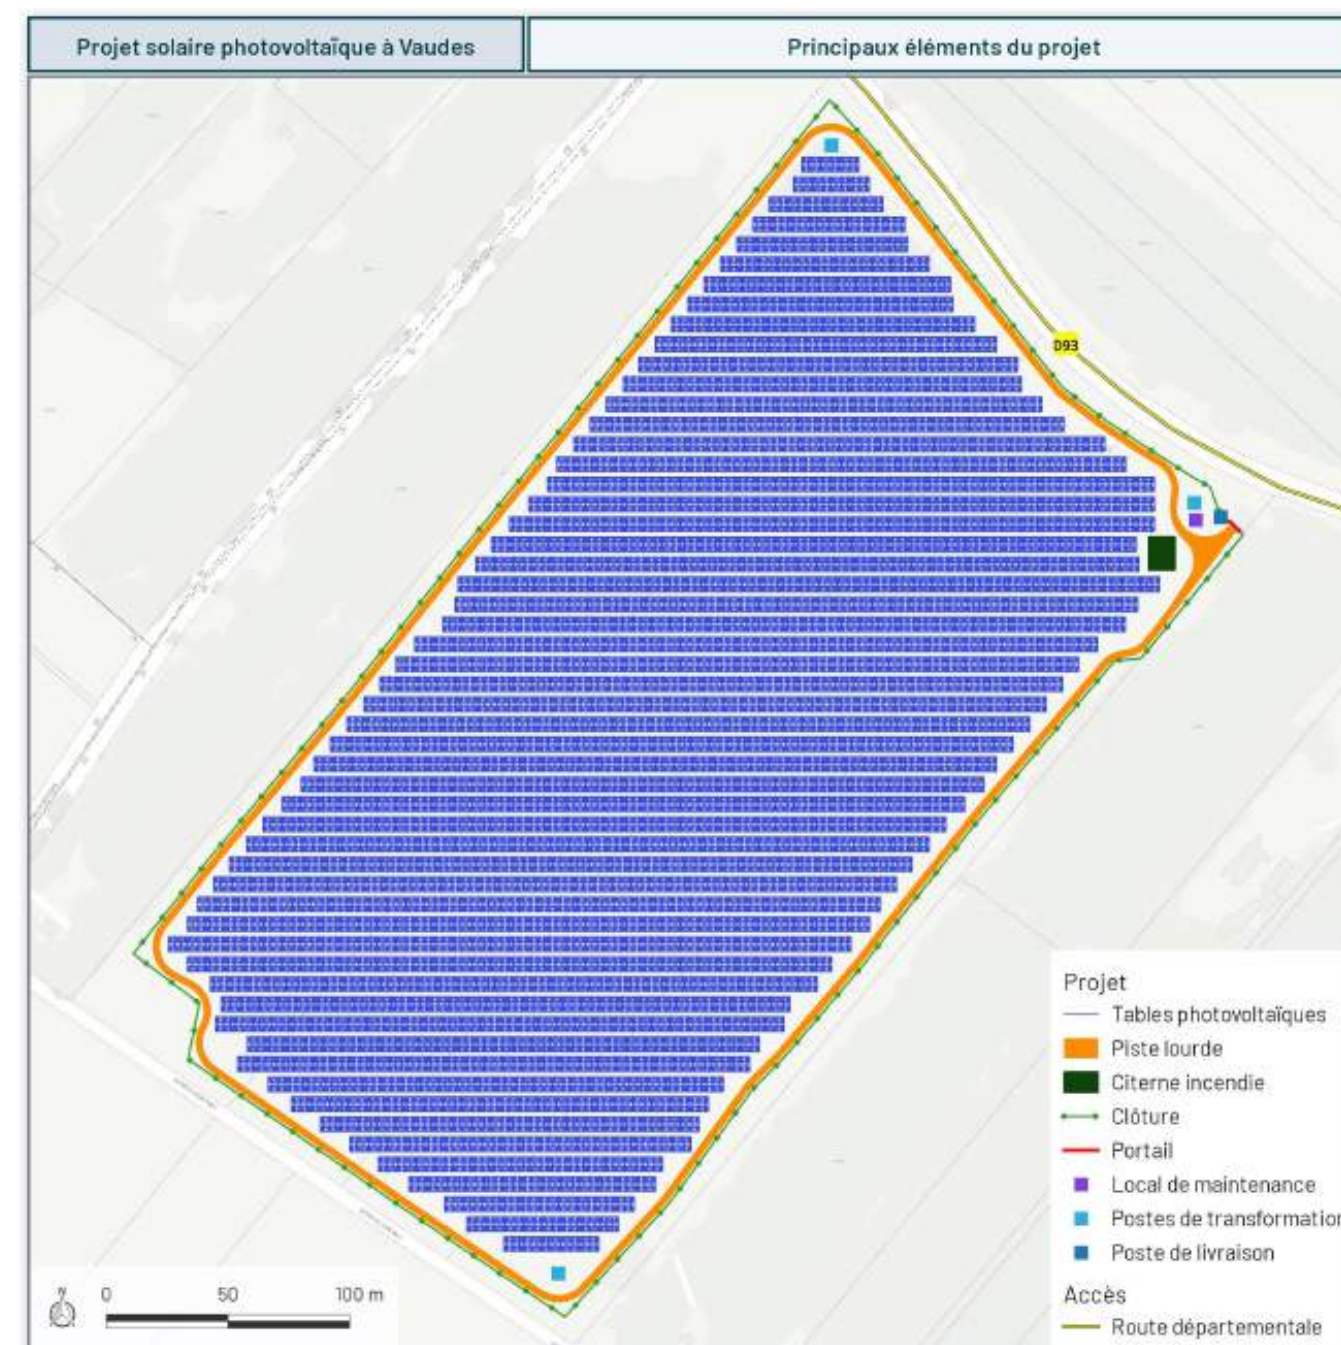 Projet solaire photovoltaïque à Vaudes
Principaux éléments du projet
D93
Projet
Tables photovoltaïques
Piste lourde
Citerne incendie
Clôture
Portail
Local de maintenance
Postes de transformation
Poste de livraison
Accès
Route départementale
N
0 50 100 m